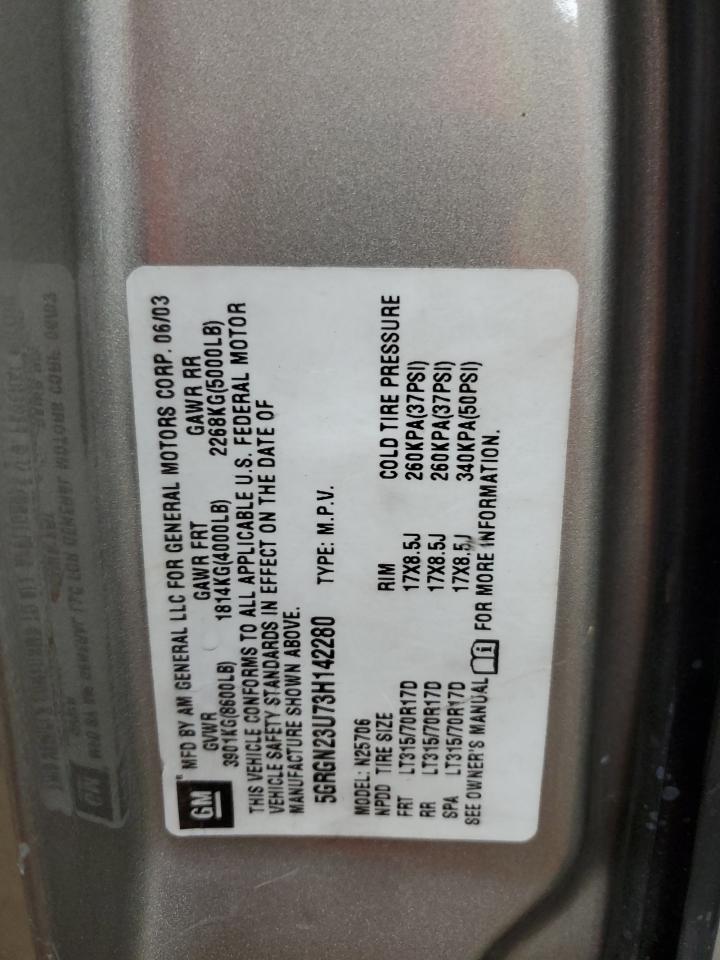 GM
® MFD BY AM GENERAL LLC FOR GENERAL MOTORS CORP. 06/03
GVWR GAWR FRT GAWR RR
3901KG(8600LB) 1814KG(4000LB) 2268KG(5000LB)
THIS VEHICLE CONFORMS TO ALL APPLICABLE U.S. FEDERAL MOTOR
VEHICLE SAFETY STANDARDS IN EFFECT ON THE DATE OF
MANUFACTURE SHOWN ABOVE.
5GRGN23U73H142280 TYPE: M.P.V.
MODEL: N25706
NPDD TIRE SIZE RIM COLD TIRE PRESSURE
FRT LT315/70R17D 17X8.5J 260KPA(37PSI)
RR LT315/70R17D 17X8.5J 260KPA(37PSI)
SPA LT315/70R17D 17X8.5J 340KPA(50PSI)
SEE OWNER'S MANUAL FOR MORE INFORMATION.